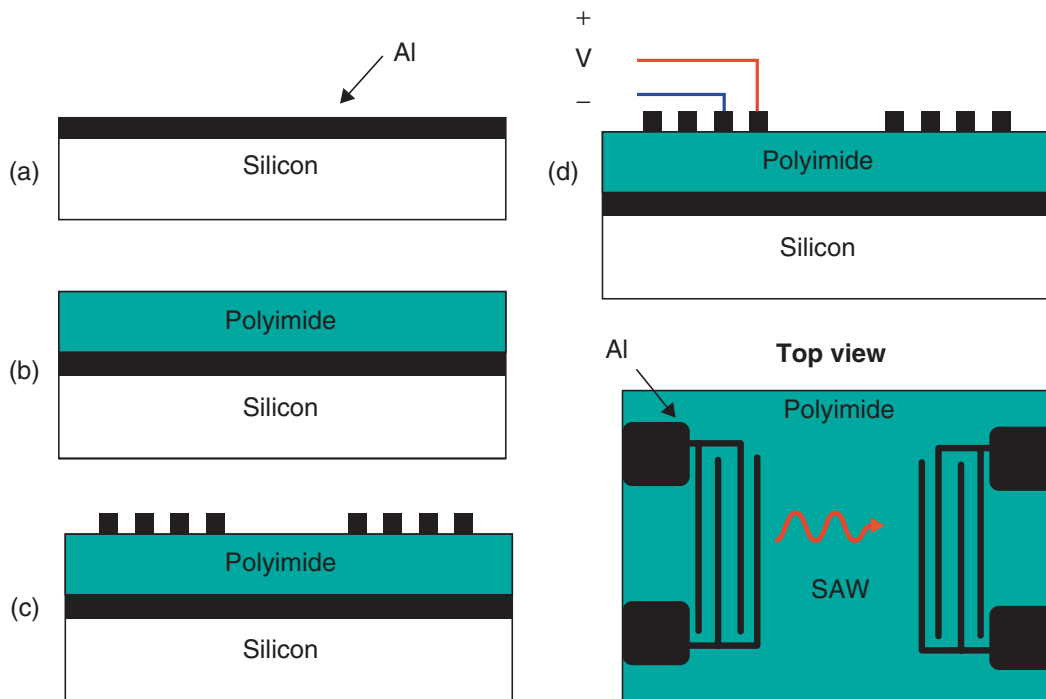 Al
(a)
Silicon
Polyimide
(b)
Silicon
Polyimide
(c)
Silicon
+
V
−
(d)
Polyimide
Silicon
Top view
Al
Polyimide
SAW